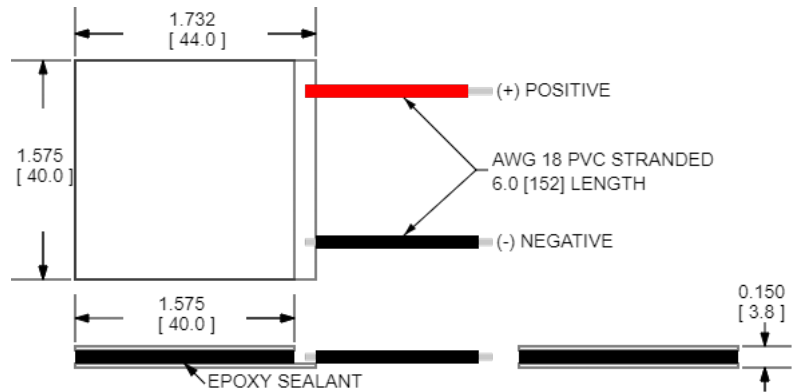 1.732
[ 44.0 ]
(+) POSITIVE
1.575
[ 40.0 ]
AWG 18 PVC STRANDED
6.0 [152] LENGTH
(-) NEGATIVE
1.575
[ 40.0 ]
0.150
[ 3.8 ]
EPOXY SEALANT